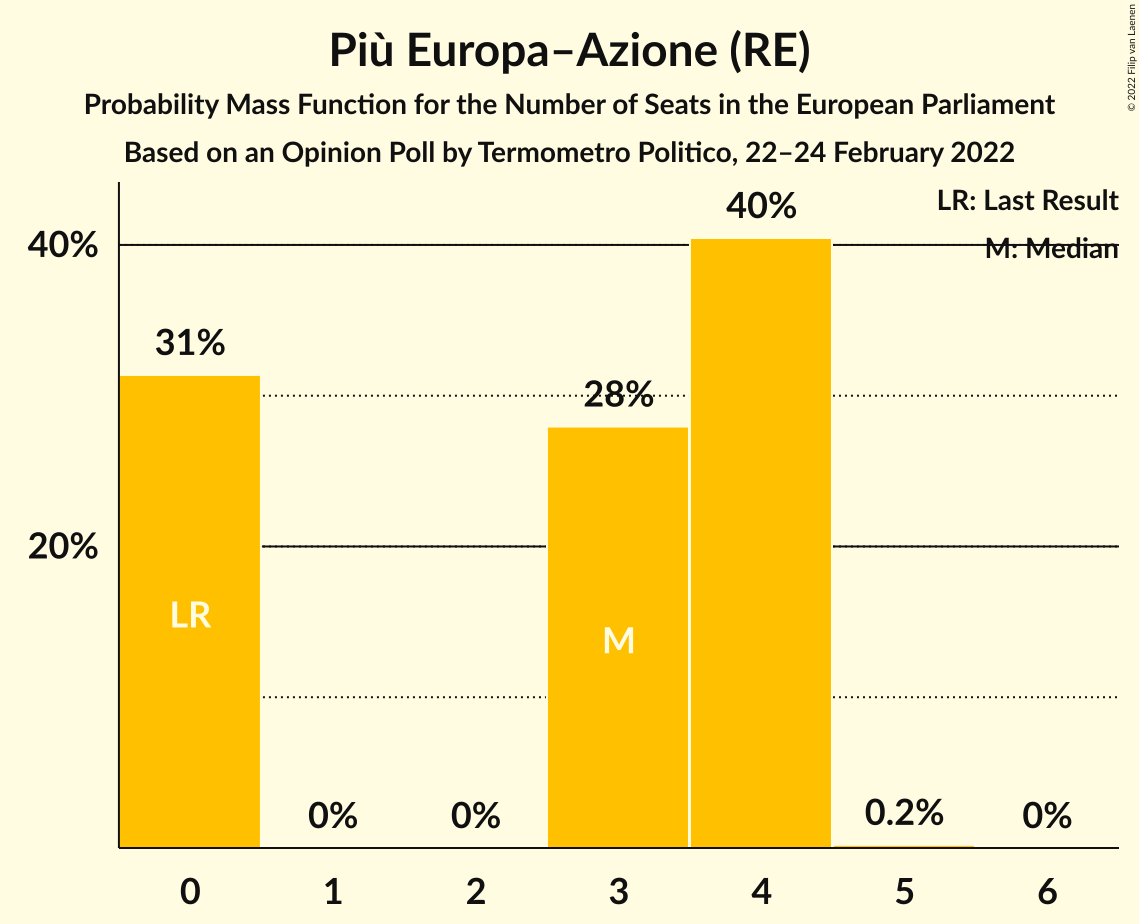 Più Europa–Azione (RE)
Probability Mass Function for the Number of Seats in the European Parliament
Based on an Opinion Poll by Termometro Politico, 22–24 February 2022
© 2022 Filip van Laenen
LR: Last Result
M: Median
40%
20%
31%
0%
0%
28%
40%
0.2%
0%
LR
M
0
1
2
3
4
5
6